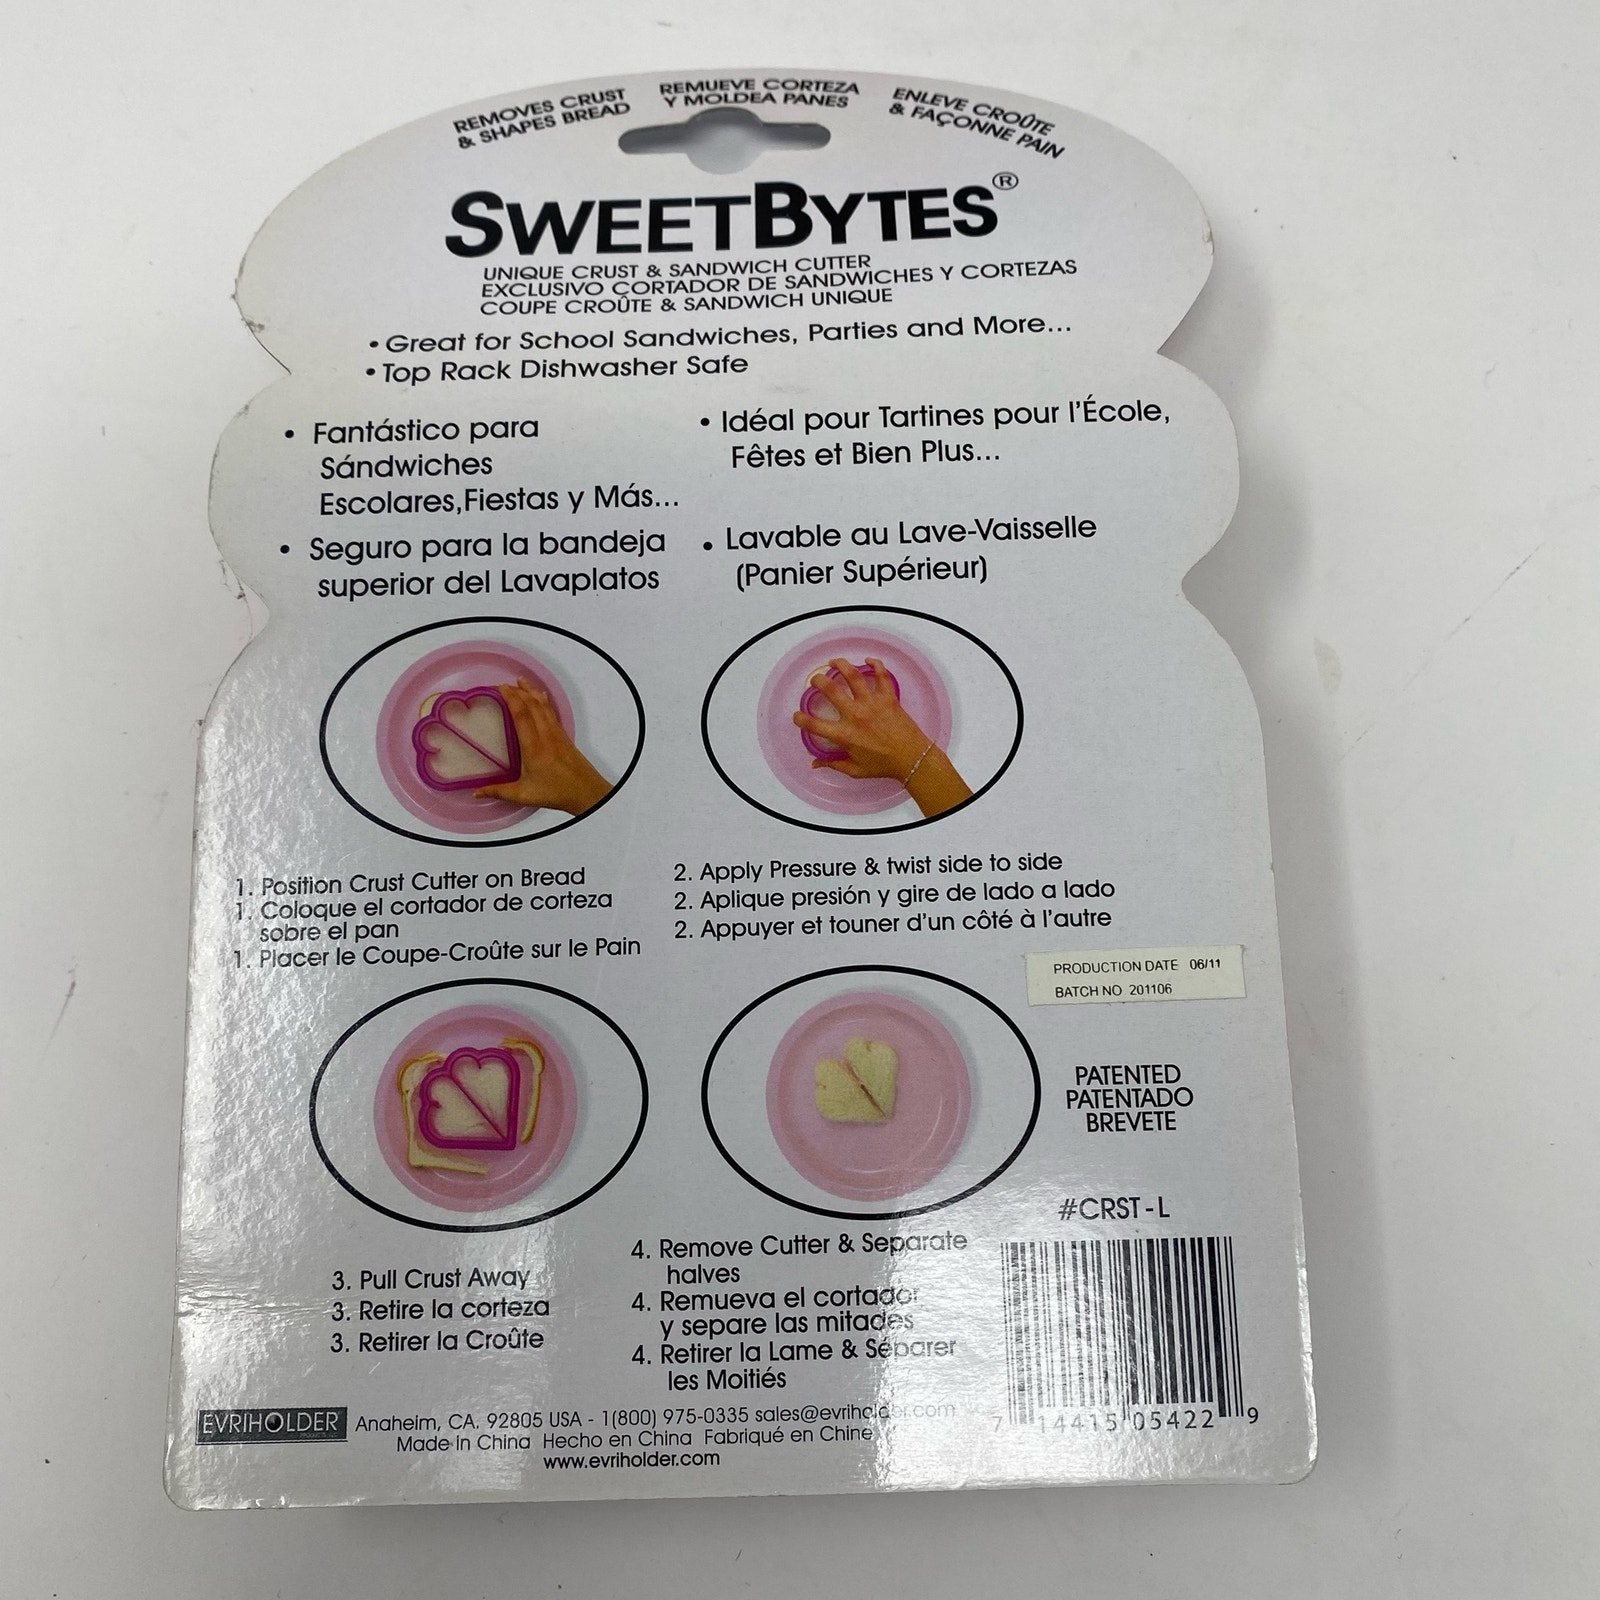 REMOVES CRUST
& SHAPES BREAD
REMUEVE CORTEZA
Y MOLDEA PANES
ENLEVE CROÛTE
& FAÇONNE PAIN
SWEETBYTES®
UNIQUE CRUST & SANDWICH CUTTER
EXCLUSIVO CORTADOR DE SANDWICHES Y CORTEZAS
COUPE CROÛTE & SANDWICH UNIQUE
• Great for School Sandwiches, Parties and More...
• Top Rack Dishwasher Safe
• Fantástico para
Sándwiches
Escolares,Fiestas y Más...
• Seguro para la bandeja
superior del Lavaplatos
• Idéal pour Tartines pour l'École,
Fêtes et Bien Plus...
• Lavable au Lave-Vaisselle
(Panier Supérieur)
1. Position Crust Cutter on Bread
1. Coloque el cortador de corteza
sobre el pan
1. Placer le Coupe-Croûte sur le Pain
2. Apply Pressure & twist side to side
2. Aplique presión y gire de lado a lado
2. Appuyer et touner d'un côté à l'autre
PRODUCTION DATE 06/11
BATCH NO 201106
PATENTED
PATENTADO
BREVETE
#CRST-L
3. Pull Crust Away
3. Retire la corteza
3. Retirer la Croûte
4. Remove Cutter & Separate
halves
4. Remueva el cortador
y separe las mitades
4. Retirer la Lame & Séparer
les Moitiés
7 14415 05422 9
EVRIHOLDER
Anaheim, CA. 92805 USA - 1(800) 975-0335 sales@evriholder.com
Made in China Hecho en China Fabriqué en Chine
www.evriholder.com